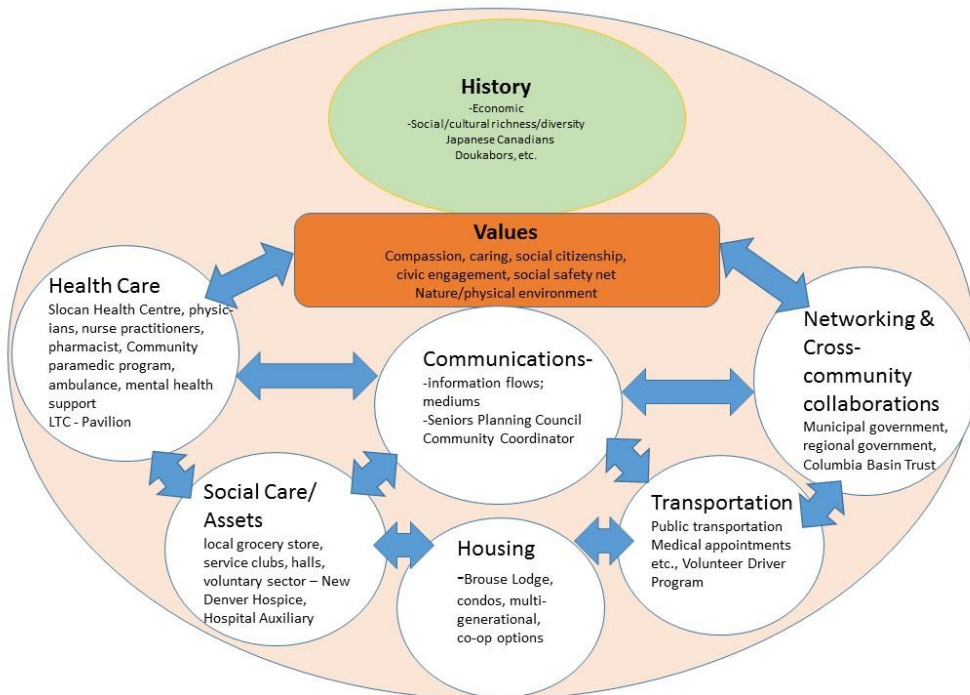 History
-Economic
-Social/cultural richness/diversity
Japanese Canadians
Doukabors, etc.
Values
Compassion, caring, social citizenship,
civic engagement, social safety net
Nature/physical environment
Health Care
Slocan Health Centre, physic-
ians, nurse practitioners,
pharmacist, Community
paramedic program,
ambulance, mental health
support
LTC - Pavilion
Communications-
-information flows;
mediums
-Seniors Planning Council
Community Coordinator
Networking &
Cross-
community
collaborations
Municipal government,
regional government,
Columbia Basin Trust
Social Care/
Assets
local grocery store,
service clubs, halls,
voluntary sector – New
Denver Hospice,
Hospital Auxiliary
Housing
-Brouse Lodge,
condos, multi-
generational,
co-op options
Transportation
Public transportation
Medical appointments
etc., Volunteer Driver
Program